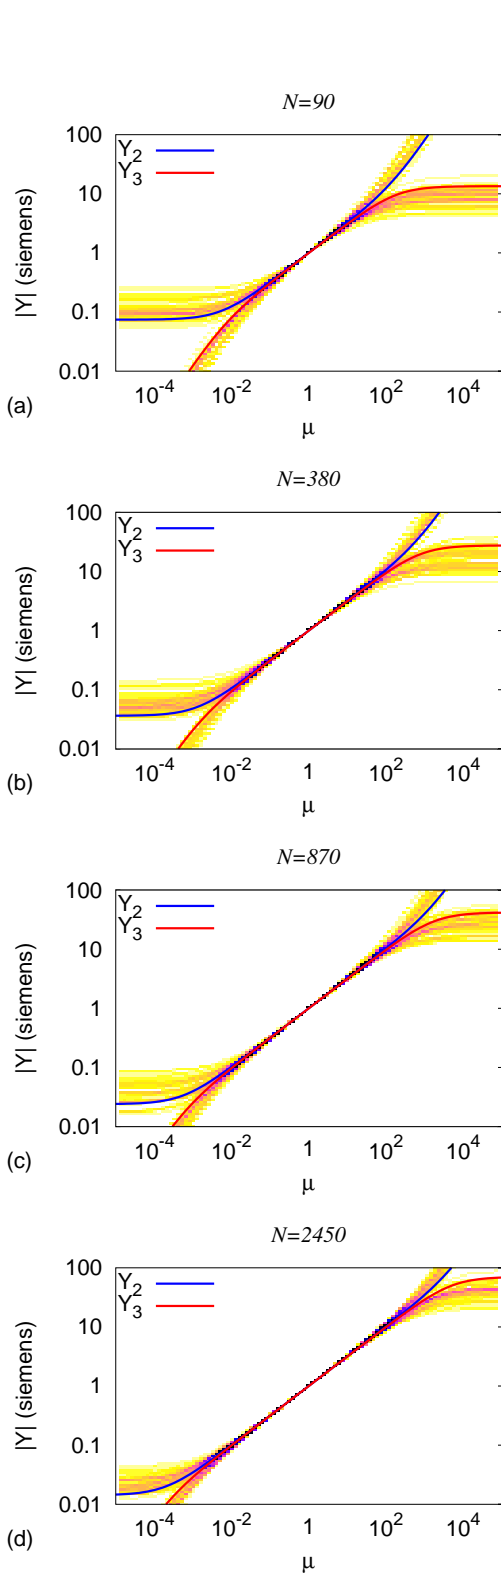 N=90
100
10
1
0.1
0.01
|Y| (siemens)
Y2
Y3
10-4
10-2
1
102
104
μ
(a)
N=380
100
10
1
0.1
0.01
|Y| (siemens)
Y2
Y3
10-4
10-2
1
102
104
μ
(b)
N=870
100
10
1
0.1
0.01
|Y| (siemens)
Y2
Y3
10-4
10-2
1
102
104
μ
(c)
N=2450
100
10
1
0.1
0.01
|Y| (siemens)
Y2
Y3
10-4
10-2
1
102
104
μ
(d)